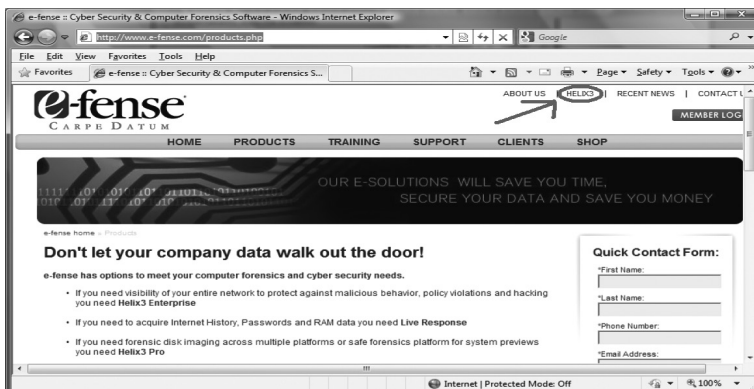 e-fense :: Cyber Security & Computer Forensics Software - Windows Internet Explorer
http://www.e-fense.com/products.php
Google
File Edit View Favorites Tools Help
Favorites e-fense :: Cyber Security & Computer Forensics S... Page Safety Tools
ABOUT US | HELIX3 | RECENT NEWS | CONTACT
e-fense
CARPE DATUM
MEMBER LOG
HOME PRODUCTS TRAINING SUPPORT CLIENTS SHOP
OUR E-SOLUTIONS WILL SAVE YOU TIME,
SECURE YOUR DATA AND SAVE YOU MONEY
e-fense home » Products
Don't let your company data walk out the door!
e-fense has options to meet your computer forensics and cyber security needs.
• If you need visibility of your entire network to protect against malicious behavior, policy violations and hacking
you need Helix3 Enterprise
• If you need to acquire Internet History, Passwords and RAM data you need Live Response
• If you need forensic disk imaging across multiple platforms or safe forensics platform for system previews
you need Helix3 Pro
Quick Contact Form:
*First Name:
*Last Name:
*Phone Number:
*Email Address:
Internet | Protected Mode: Off 100%